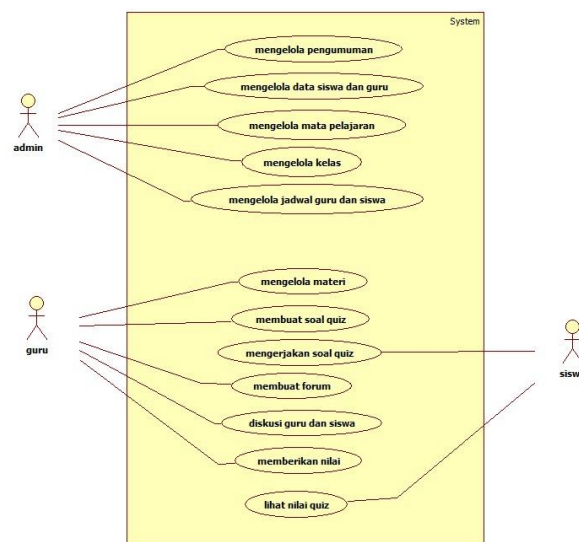 System
mengelola pengumuman
mengelola data siswa dan guru
mengelola mata pelajaran
admin
mengelola kelas
mengelola jadwal guru dan siswa
mengelola materi
membuat soal quiz
guru
mengerjakan soal quiz
sisw
membuat forum
diskusi guru dan siswa
memberikan nilai
lihat nilai quiz